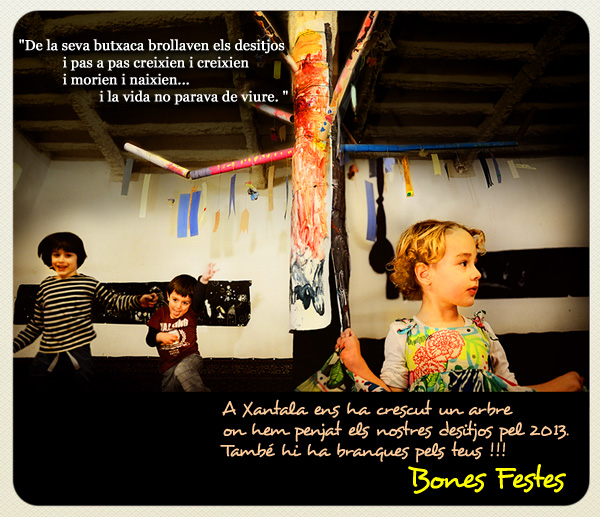 "De la seva butxaca brollaven els desitjos
i pas a pas creixien i creixien
i morien i naixien...
i la vida no parava de viure. "
A Xantala ens ha crescut un arbre
on hem penjat els nostres desitjos pel 2013.
També hi ha branques pels teus !!!
Bones Festes